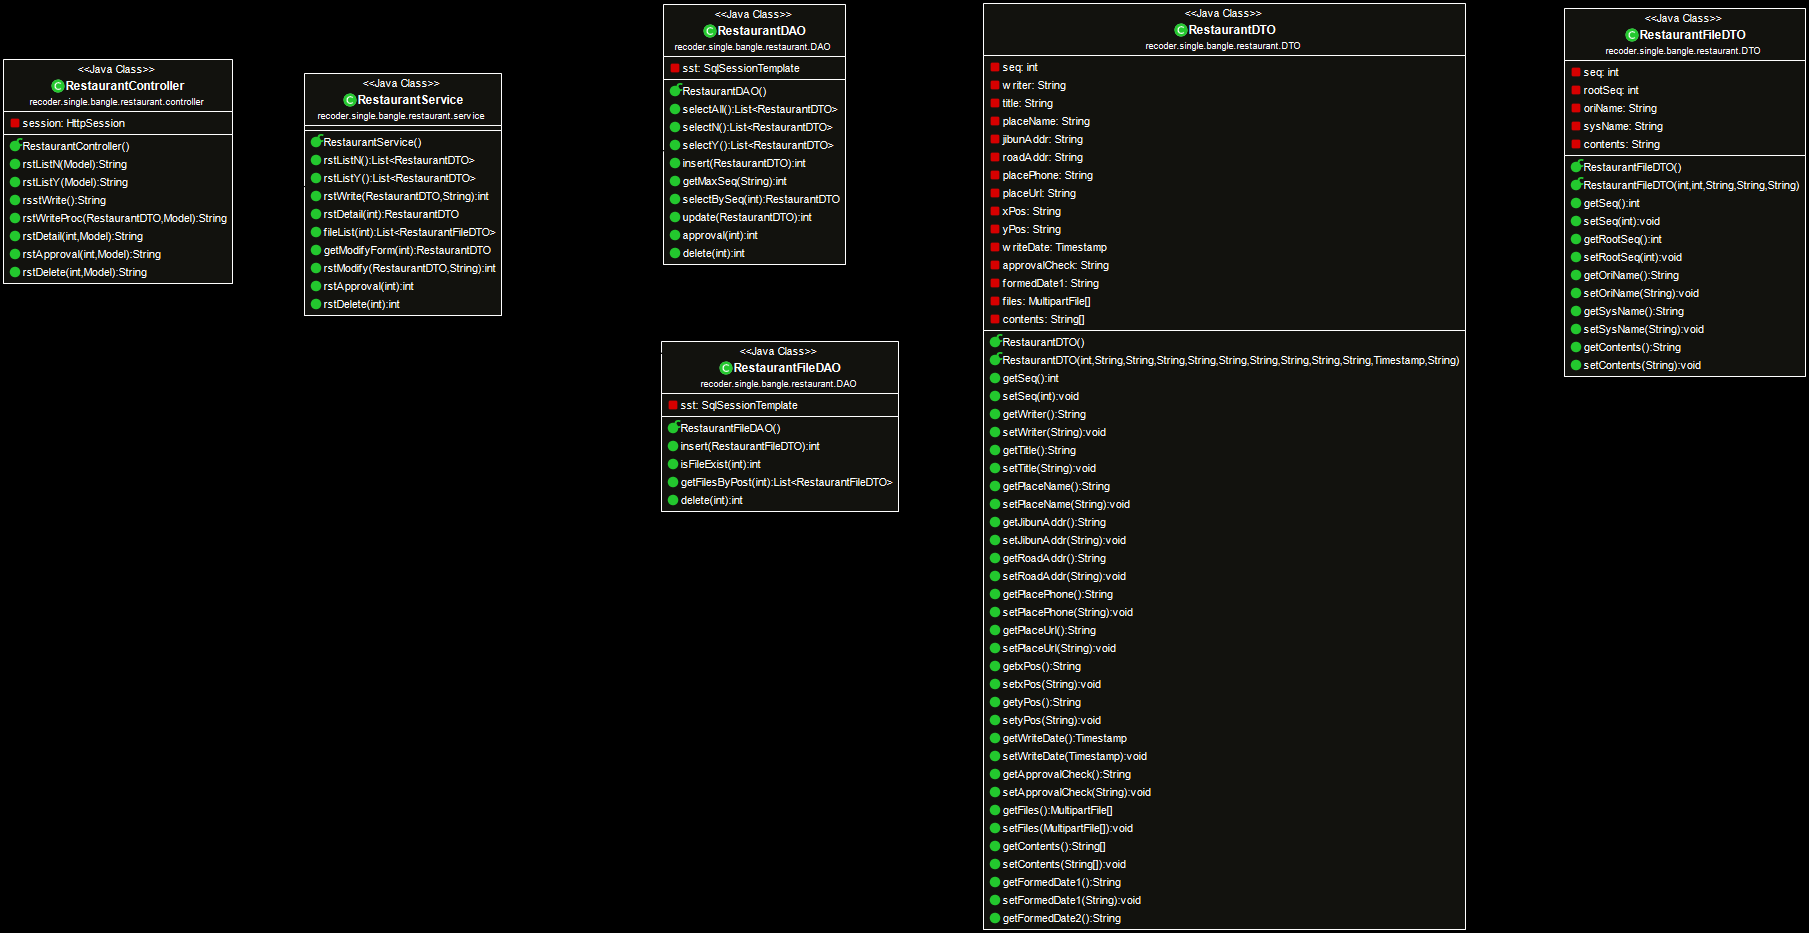 <<Java Class>>
RestaurantController
recoder.single.bangle.restaurant.controller
session: HttpSession
RestaurantController()
rstListN(Model):String
rstListY(Model):String
rsstWrite():String
rstWriteProc(RestaurantDTO,Model):String
rstDetail(int,Model):String
rstApproval(int,Model):String
rstDelete(int,Model):String
<<Java Class>>
RestaurantService
recoder.single.bangle.restaurant.service
RestaurantService()
rstListN():List<RestaurantDTO>
rstListY():List<RestaurantDTO>
rstWrite(RestaurantDTO,String):int
rstDetail(int):RestaurantDTO
fileList(int):List<RestaurantFileDTO>
getModifyForm(int):RestaurantDTO
rstModify(RestaurantDTO,String):int
rstApproval(int):int
rstDelete(int):int
<<Java Class>>
RestaurantDAO
recoder.single.bangle.restaurant.DAO
sst: SqlSessionTemplate
RestaurantDAO()
selectAll():List<RestaurantDTO>
selectN():List<RestaurantDTO>
selectY():List<RestaurantDTO>
insert(RestaurantDTO):int
getMaxSeq(String):int
selectBySeq(int):RestaurantDTO
update(RestaurantDTO):int
approval(int):int
delete(int):int
<<Java Class>>
RestaurantFileDAO
recoder.single.bangle.restaurant.DAO
sst: SqlSessionTemplate
RestaurantFileDAO()
insert(RestaurantFileDTO):int
isFileExist(int):int
getFilesByPost(int):List<RestaurantFileDTO>
delete(int):int
<<Java Class>>
RestaurantDTO
recoder.single.bangle.restaurant.DTO
seq: int
writer: String
title: String
placeName: String
jibunAddr: String
roadAddr: String
placePhone: String
placeUrl: String
xPos: String
yPos: String
writeDate: Timestamp
approvalCheck: String
formedDate1: String
files: MultipartFile[]
contents: String[]
RestaurantDTO()
RestaurantDTO(int,String,String,String,String,String,String,String,String,String,Timestamp,String)
getSeq():int
setSeq(int):void
getWriter():String
setWriter(String):void
getTitle():String
setTitle(String):void
getPlaceName():String
setPlaceName(String):void
getJibunAddr():String
setJibunAddr(String):void
getRoadAddr():String
setRoadAddr(String):void
getPlacePhone():String
setPlacePhone(String):void
getPlaceUrl():String
setPlaceUrl(String):void
getxPos():String
setxPos(String):void
getyPos():String
setyPos(String):void
getWriteDate():Timestamp
setWriteDate(Timestamp):void
getApprovalCheck():String
setApprovalCheck(String):void
getFiles():MultipartFile[]
setFiles(MultipartFile[]):void
getContents():String[]
setContents(String[]):void
getFormedDate1():String
setFormedDate1(String):void
getFormedDate2():String
<<Java Class>>
RestaurantFileDTO
recoder.single.bangle.restaurant.DTO
seq: int
rootSeq: int
oriName: String
sysName: String
contents: String
RestaurantFileDTO()
RestaurantFileDTO(int,int,String,String,String)
getSeq():int
setSeq(int):void
getRootSeq():int
setRootSeq(int):void
getOriName():String
setOriName(String):void
getSysName():String
setSysName(String):void
getContents():String
setContents(String):void